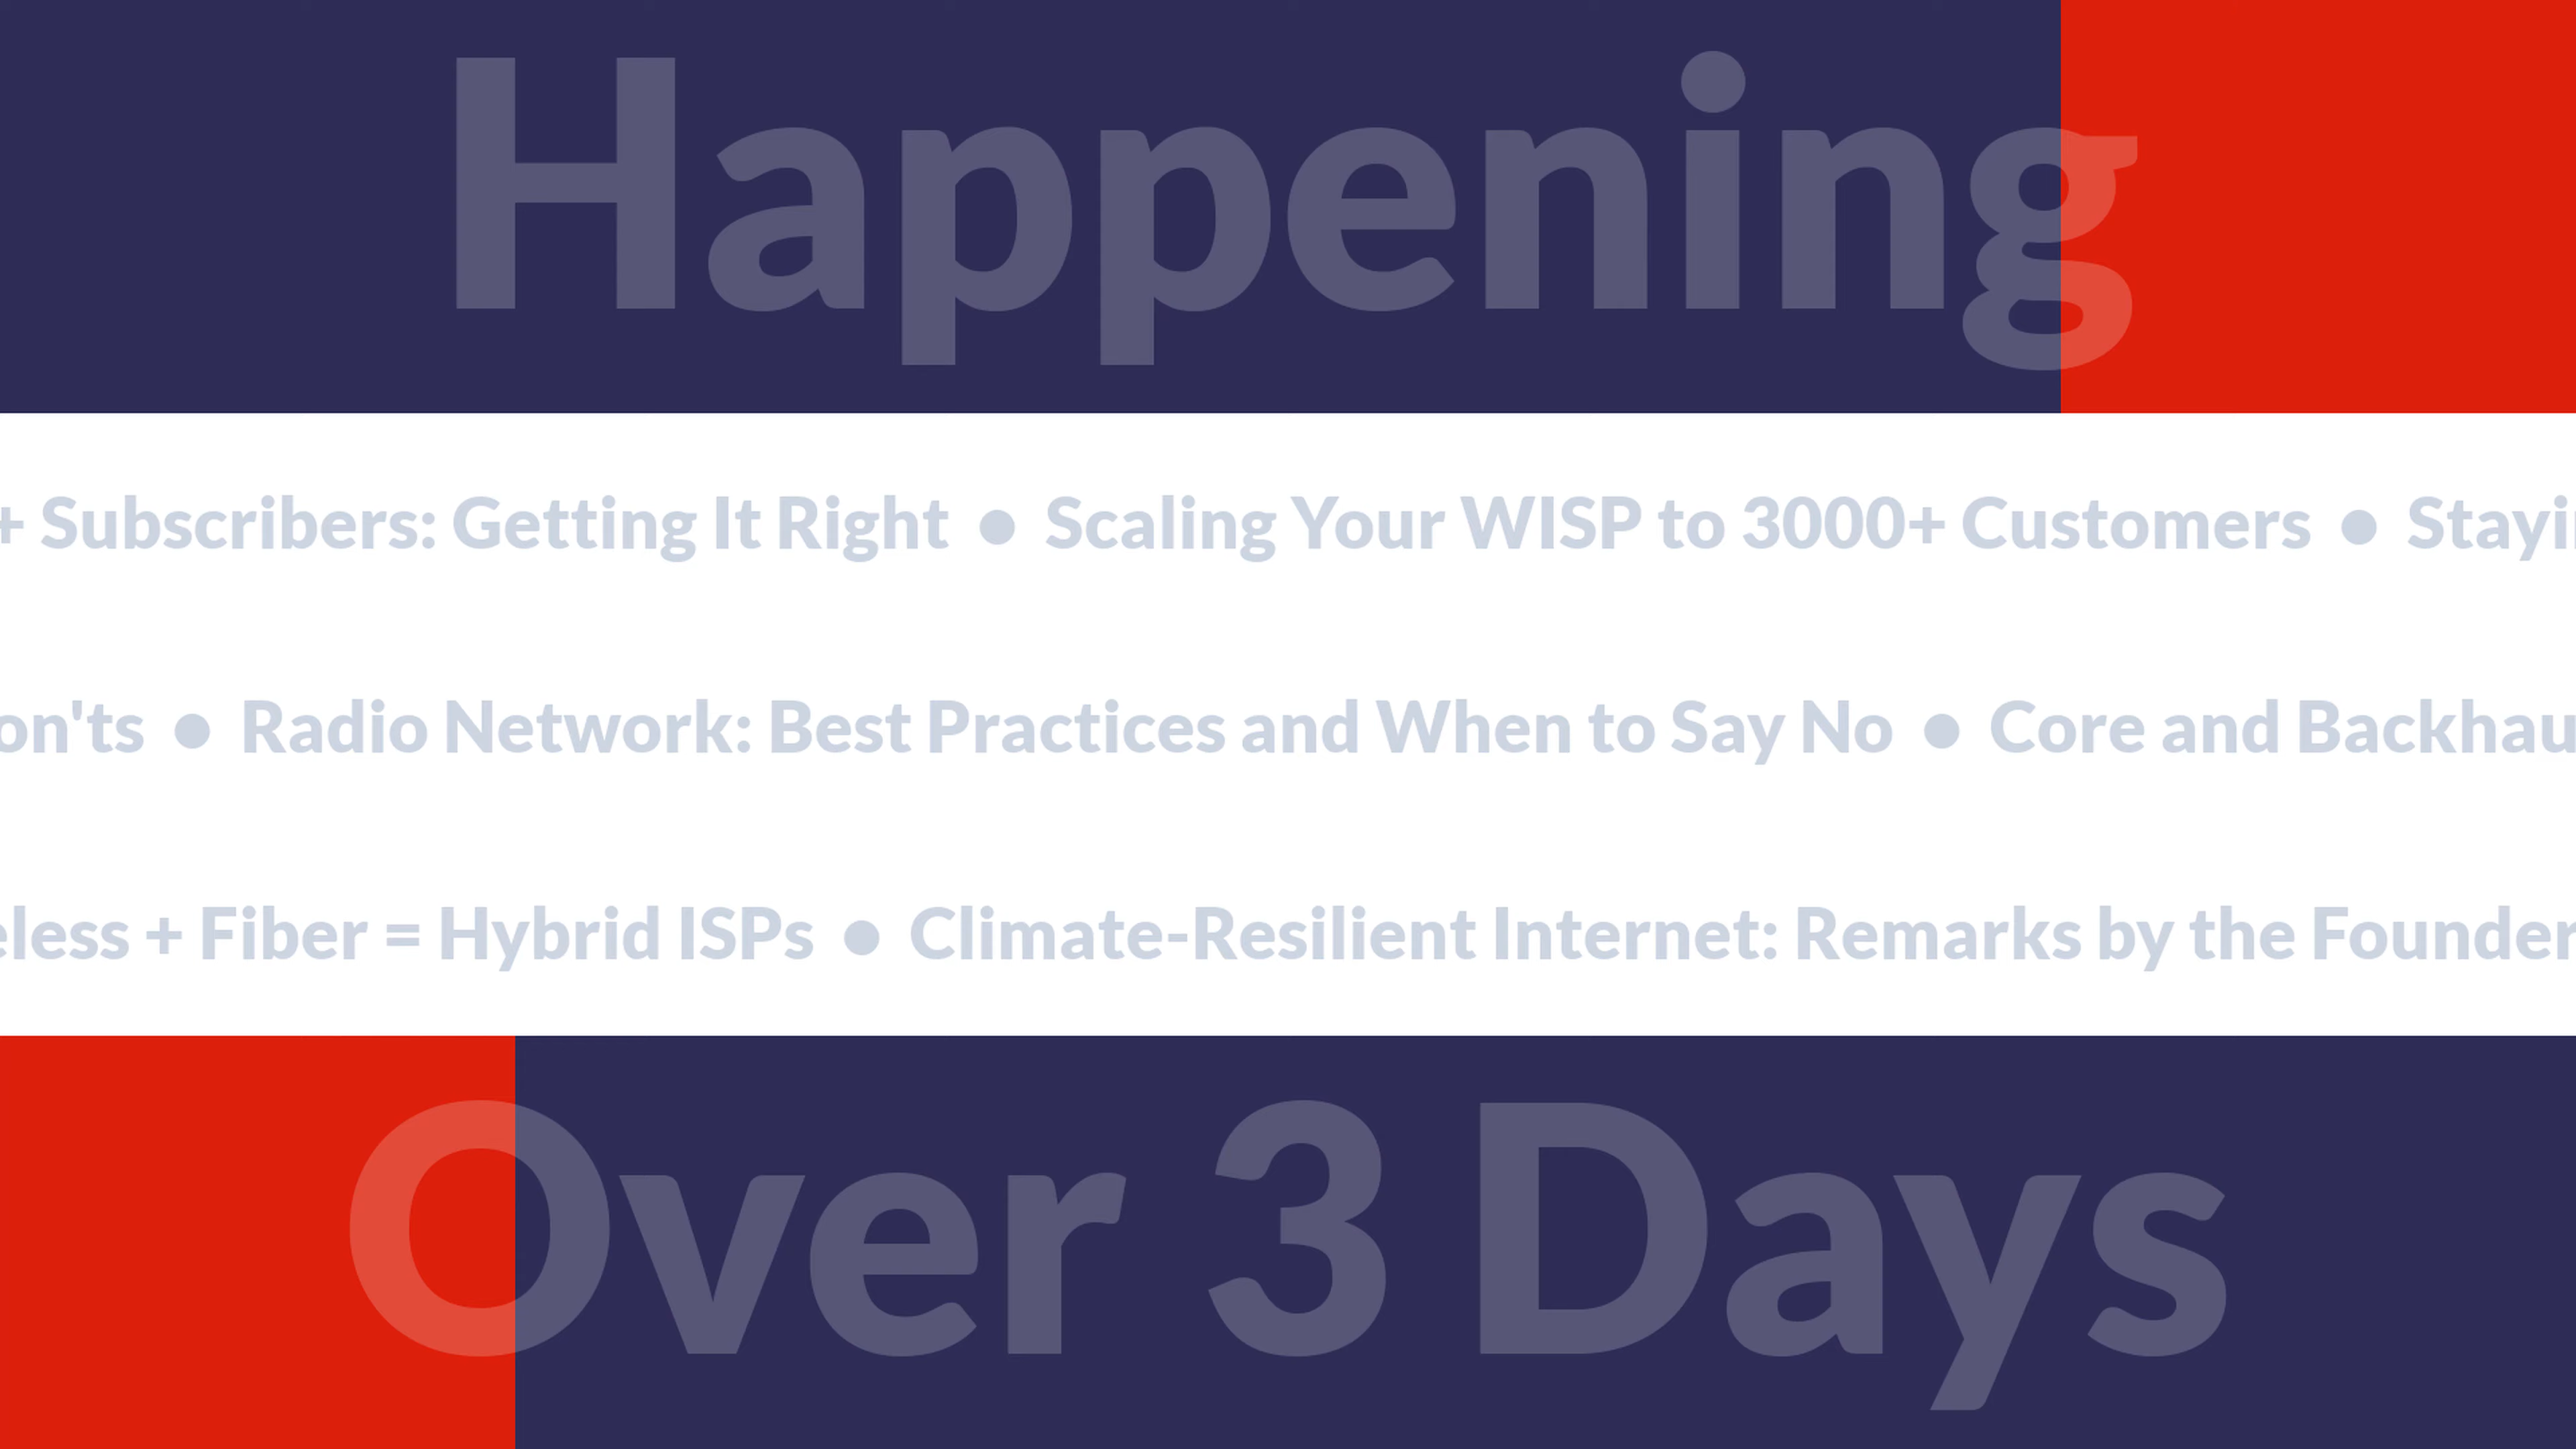 Happening
+ Subscribers: Getting It Right ● Scaling Your WISP to 3000+ Customers ● Stayi
on'ts ● Radio Network: Best Practices and When to Say No ● Core and Backhau
eless + Fiber = Hybrid ISPs ● Climate-Resilient Internet: Remarks by the Founder
Over 3 Days